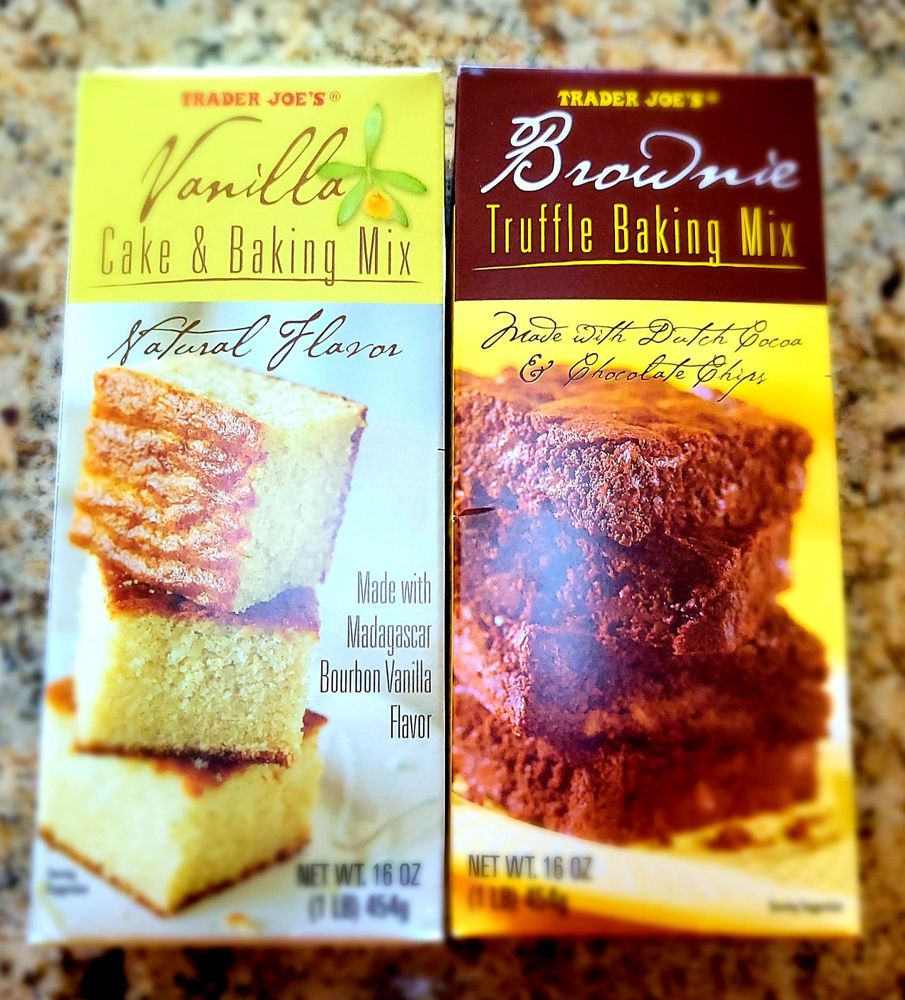 TRADER JOE'S®
Vanilla
Cake & Baking Mix
Natural Flavor
Made with
Madagascar
Bourbon Vanilla
Flavor
NET WT. 16 OZ
(1 LB) 454g
TRADER JOE'S®
Brownie
Truffle Baking Mix
Made with Dutch Cocoa
& Chocolate Chips
NET WT. 16 OZ
(1 LB) 454g